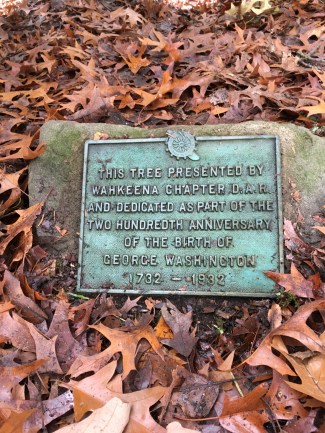 THIS TREE PRESENTED BY
WAHKEENA CHAPTER D.A.R.
AND DEDICATED AS PART OF THE
TWO HUNDREDTH ANNIVERSARY
OF THE BIRTH OF
GEORGE WASHINGTON
1732 — 1932